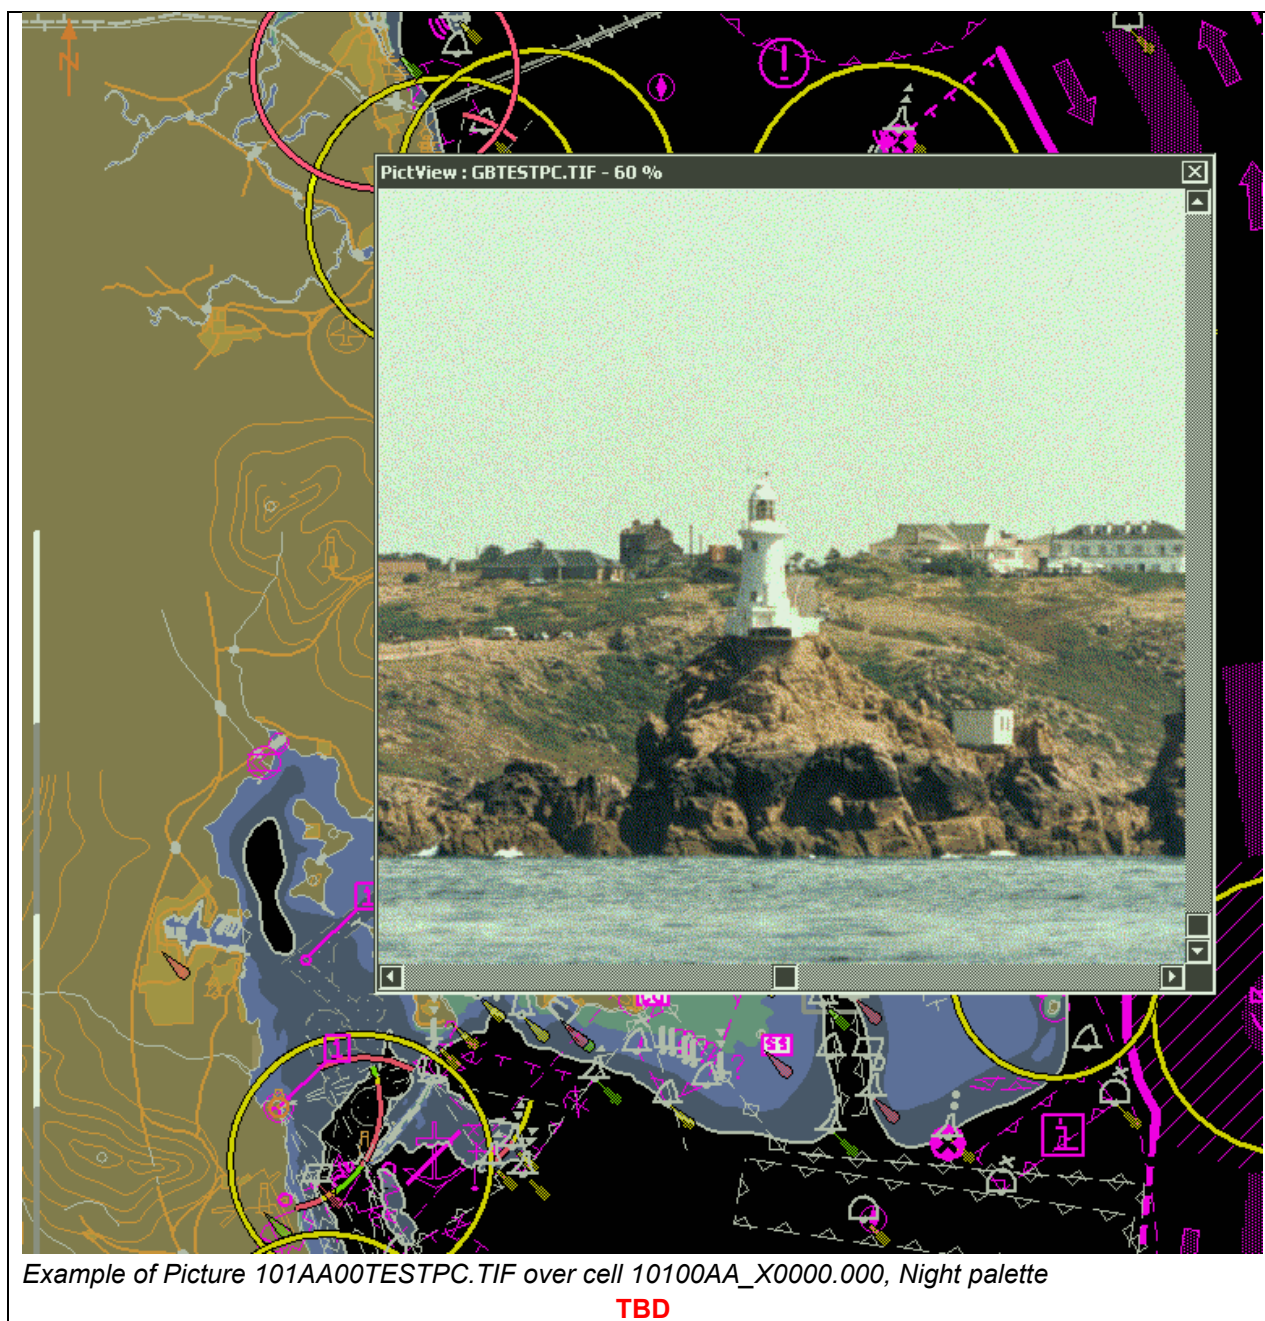 N
PictView : GBTESTPC.TIF - 60 %
Example of Picture 101AA00TESTPC.TIF over cell 10100AA_X0000.000, Night palette
TBD